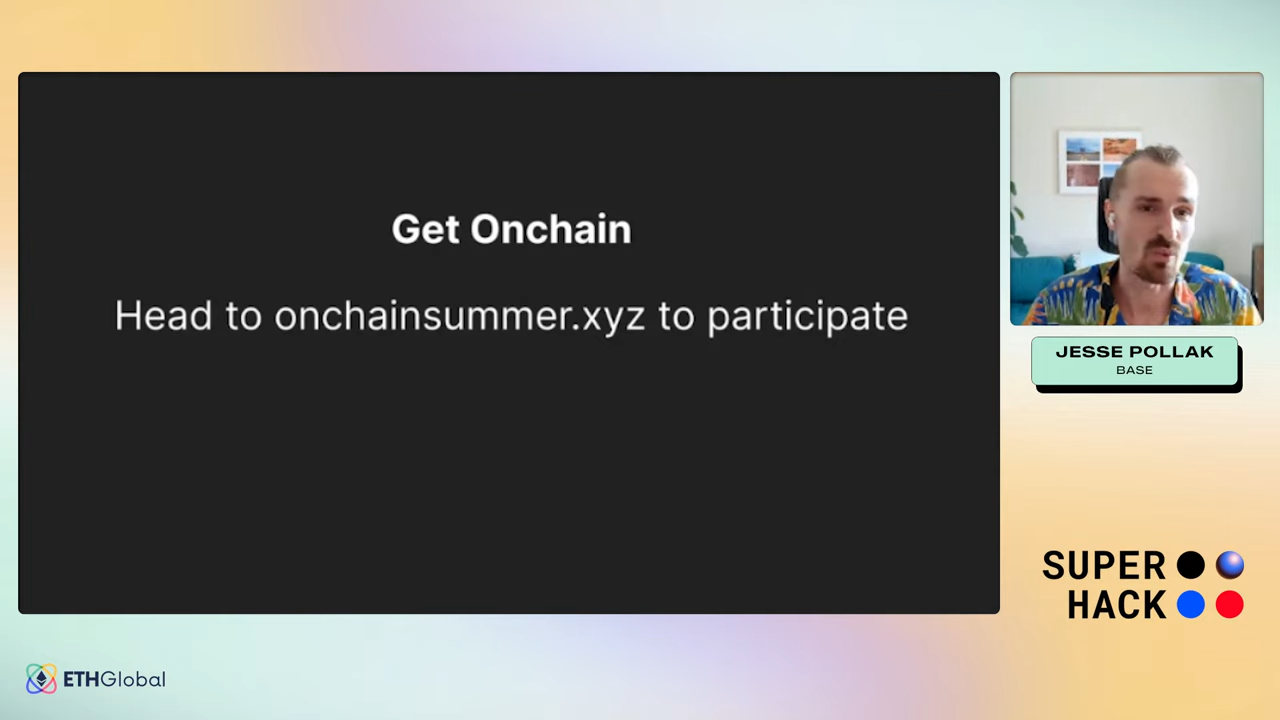 Get Onchain
Head to onchainsummer.xyz to participate
JESSE POLLAK
BASE
SUPER
HACK
ETHGlobal